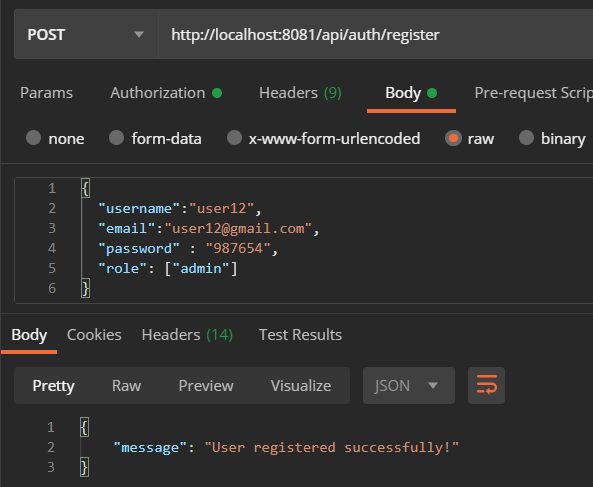 POST http://localhost:8081/api/auth/register
Params Authorization Headers (9) Body Pre-request Scrip
none form-data x-www-form-urlencoded raw binary
1 {
2 "username":"user12",
3 "email":"user12@gmail.com",
4 "password" : "987654",
5 "role": ["admin"]
6 }
Body Cookies Headers (14) Test Results
Pretty Raw Preview Visualize JSON
1 {
2 "message": "User registered successfully!"
3 }